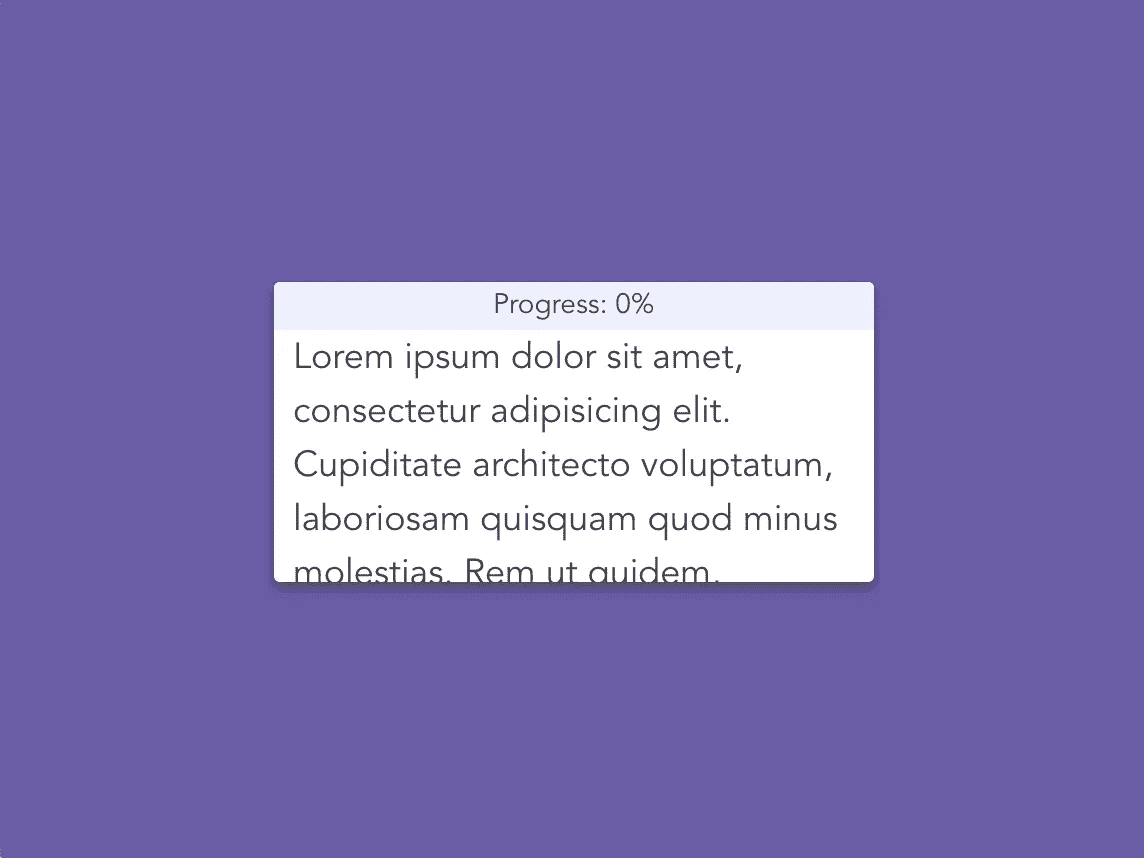 Progress: 0%
Lorem ipsum dolor sit amet,
consectetur adipisicing elit.
Cupiditate architecto voluptatum,
laboriosam quisquam quod minus
molestias. Rem ut quidem,